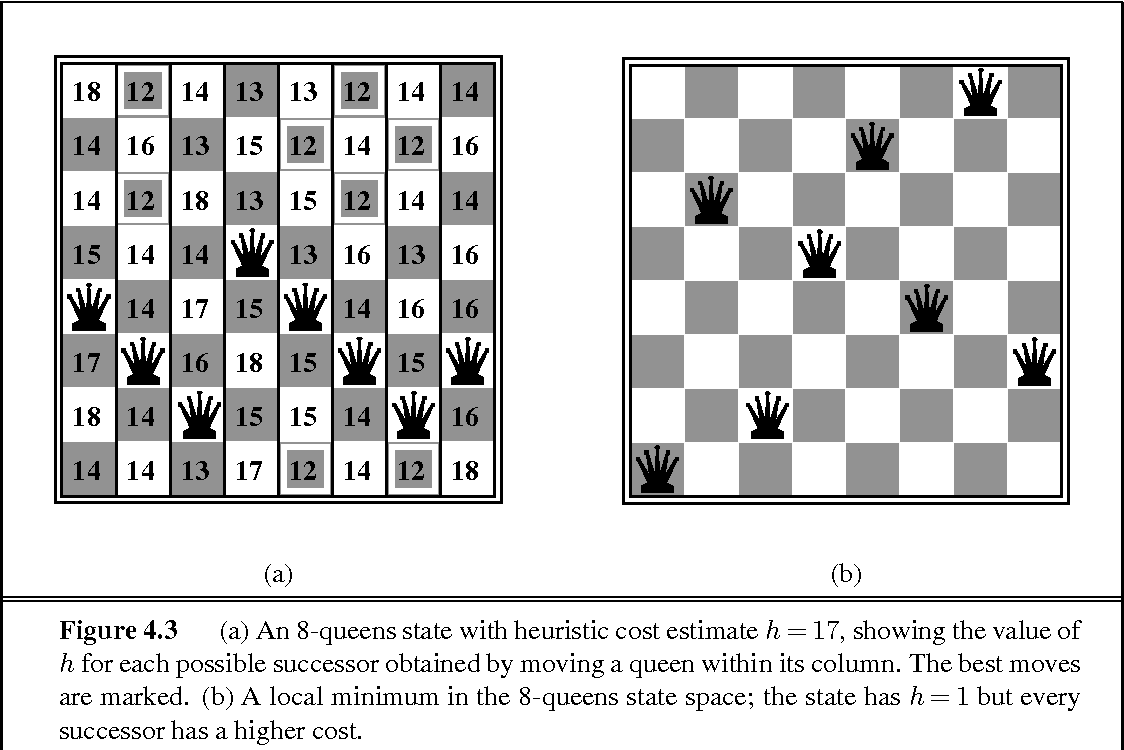 18 12 14 13 13 12 14 14
14 16 13 15 12 14 12 16
14 12 18 13 15 12 14 14
15 14 14 13 16 13 16
14 17 15 14 16 16
17 16 18 15 15
18 14 15 15 14 16
14 14 13 17 12 14 12 18
(a) (b)
Figure 4.3 (a) An 8-queens state with heuristic cost estimate h = 17, showing the value of
h for each possible successor obtained by moving a queen within its column. The best moves
are marked. (b) A local minimum in the 8-queens state space; the state has h = 1 but every
successor has a higher cost.